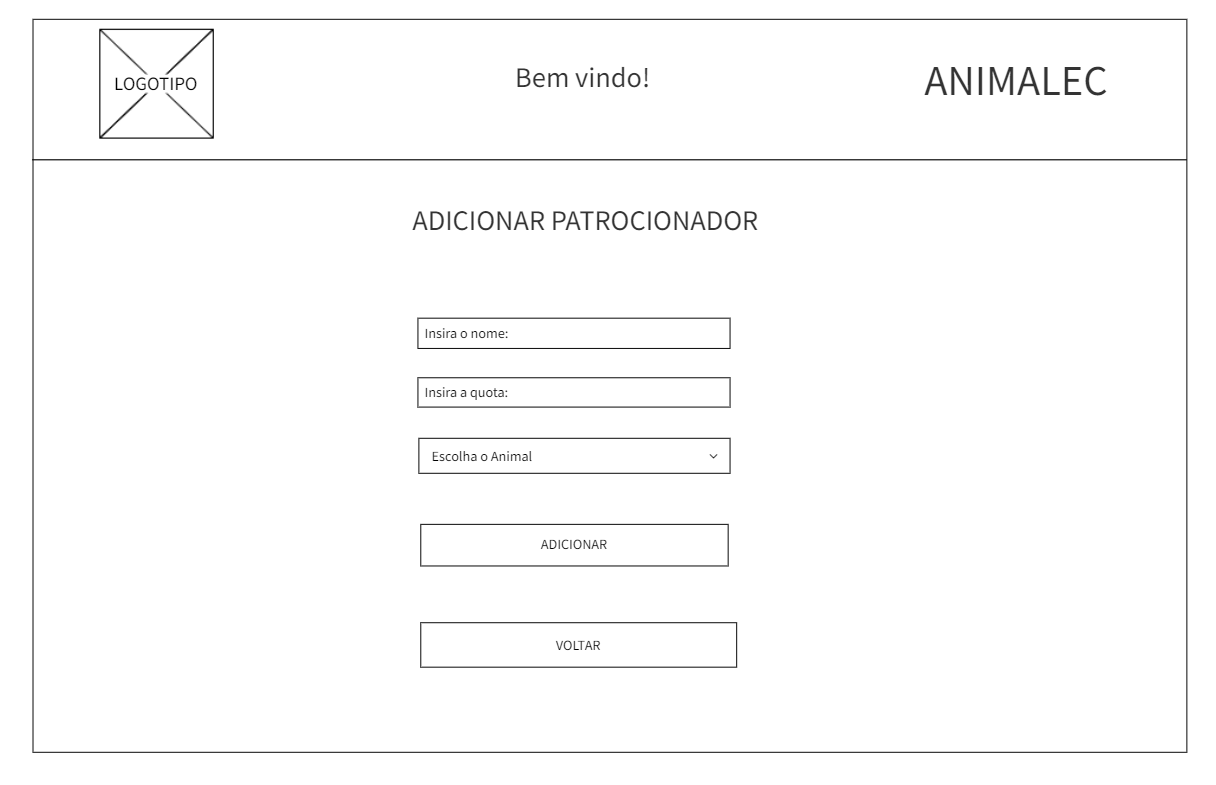 LOGOTIPO
Bem vindo!
ANIMALEC
ADICIONAR PATROCIONADOR
Insira o nome:
Insira a quota:
Escolha o Animal
ADICIONAR
VOLTAR